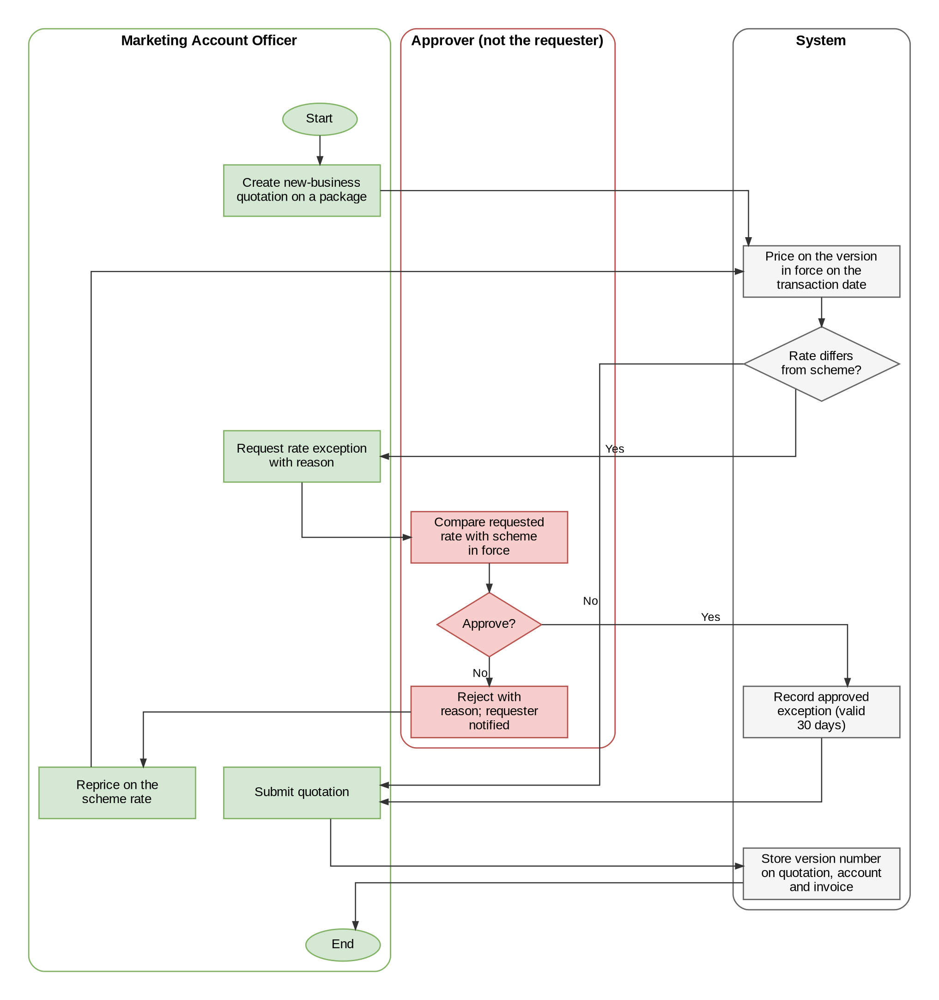 Marketing Account Officer
Approver (not the requester)
System
Start
Create new-business
quotation on a package
Price on the version
in force on the
transaction date
Rate differs
from scheme?
Request rate exception
with reason
Yes
Compare requested
rate with scheme
in force
No
Approve?
Yes
No
Reject with
reason; requester
notified
Record approved
exception (valid
30 days)
Reprice on the
scheme rate
Submit quotation
Store version number
on quotation, account
and invoice
End